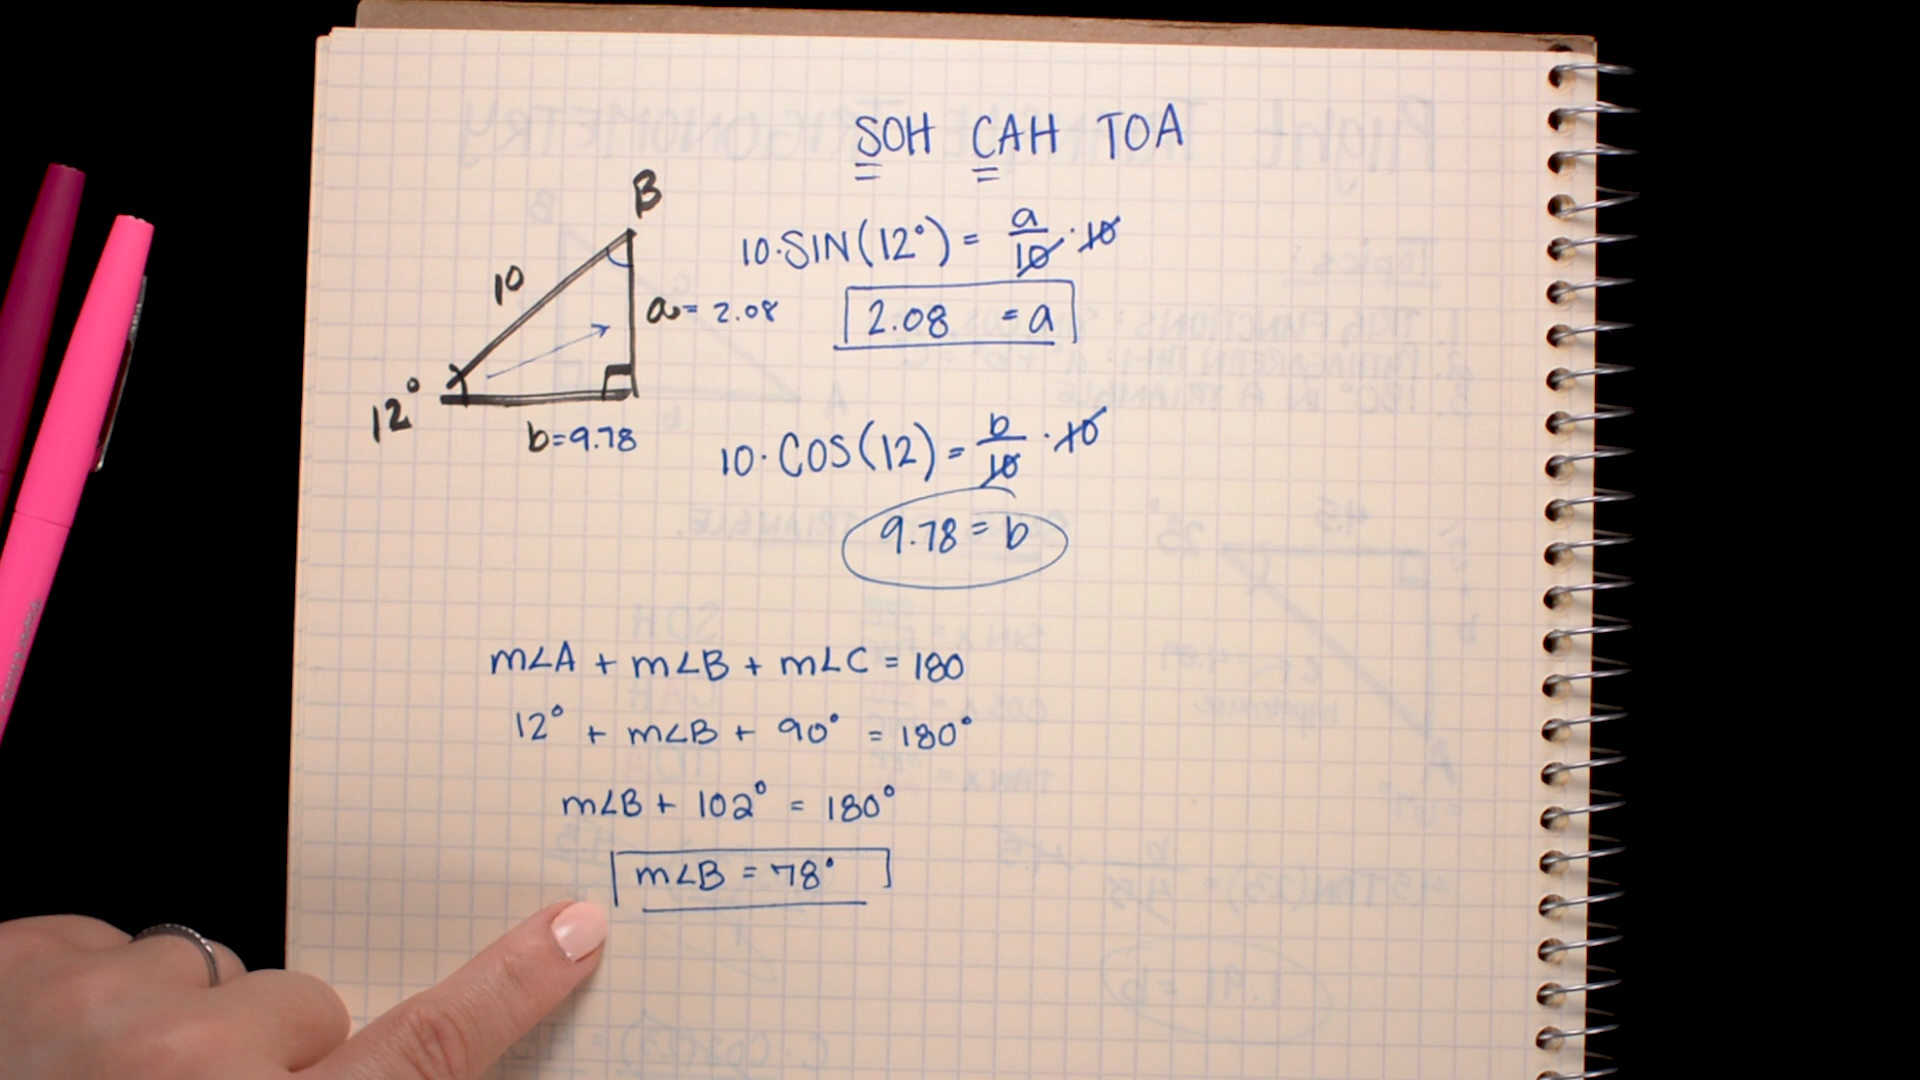 SOH CAH TOA
B
10
10·SIN(12°) = a/10 · 10
a = 2.08
2.08 = a
12°
b=9.78
10·COS(12) = b/10 · 10
9.78 = b
m∠A + m∠B + m∠C = 180
12° + m∠B + 90° = 180°
m∠B + 102° = 180°
m∠B = 78°